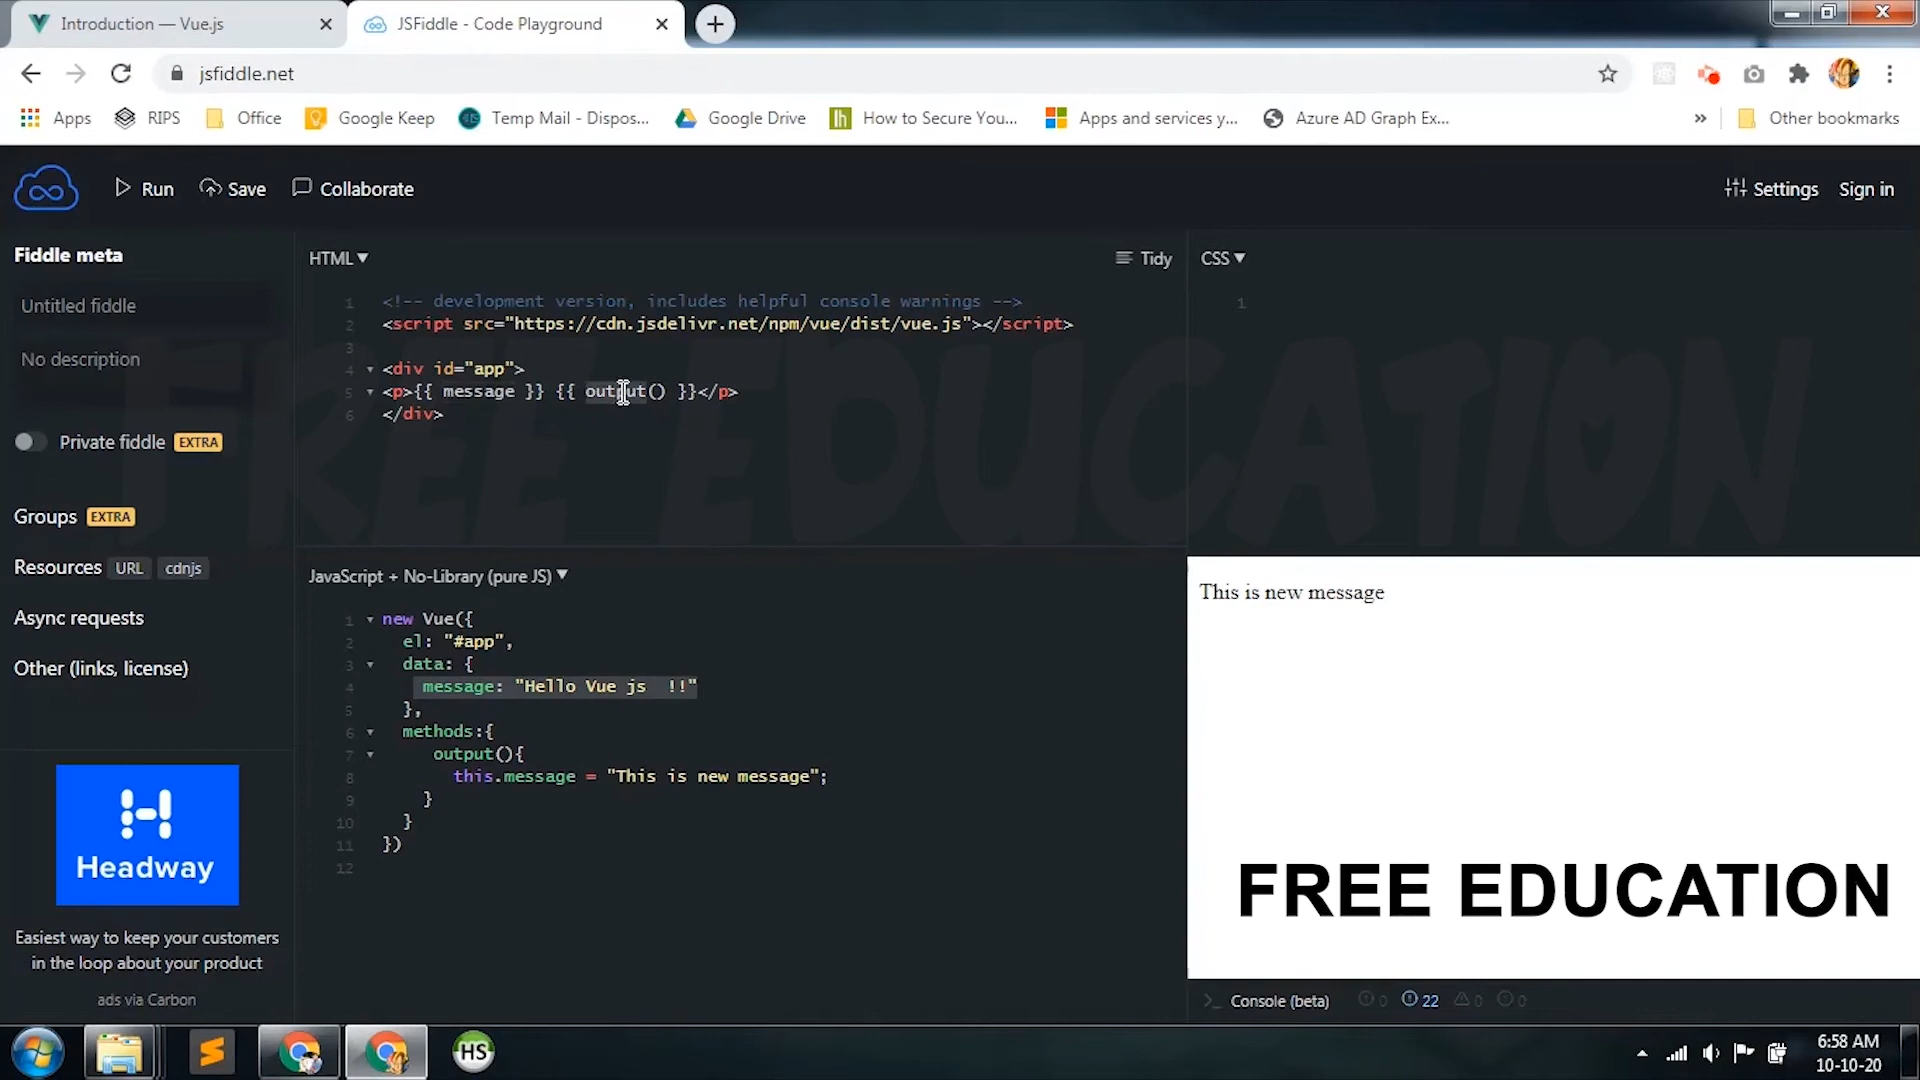 Introduction — Vue.js
JSFiddle - Code Playground
jsfiddle.net
Apps
RIPS
Office
Google Keep
Temp Mail - Dispos...
Google Drive
How to Secure You...
Apps and services y...
Azure AD Graph Ex...
»
Other bookmarks
Run
Save
Collaborate
Settings
Sign in
Fiddle meta
Untitled fiddle
No description
Private fiddle EXTRA
Groups EXTRA
Resources URL cdnjs
Async requests
Other (links, license)
Headway
Easiest way to keep your customers
in the loop about your product
ads via Carbon
HTML ▼
Tidy
1 <!-- development version, includes helpful console warnings -->
2 <script src="https://cdn.jsdelivr.net/npm/vue/dist/vue.js"></script>
3
4 <div id="app">
5 <p>{{ message }} {{ output() }}</p>
6 </div>
CSS ▼
1
FREE EDUCATION
JavaScript + No-Library (pure JS) ▼
1 new Vue({
2 el: "#app",
3 data: {
4 message: "Hello Vue js  !!"
5 },
6 methods:{
7 output(){
8 this.message = "This is new message";
9 }
10 }
11 })
12
This is new message
FREE EDUCATION
>_ Console (beta) 0 22 0 0
HS
6:58 AM
10-10-20